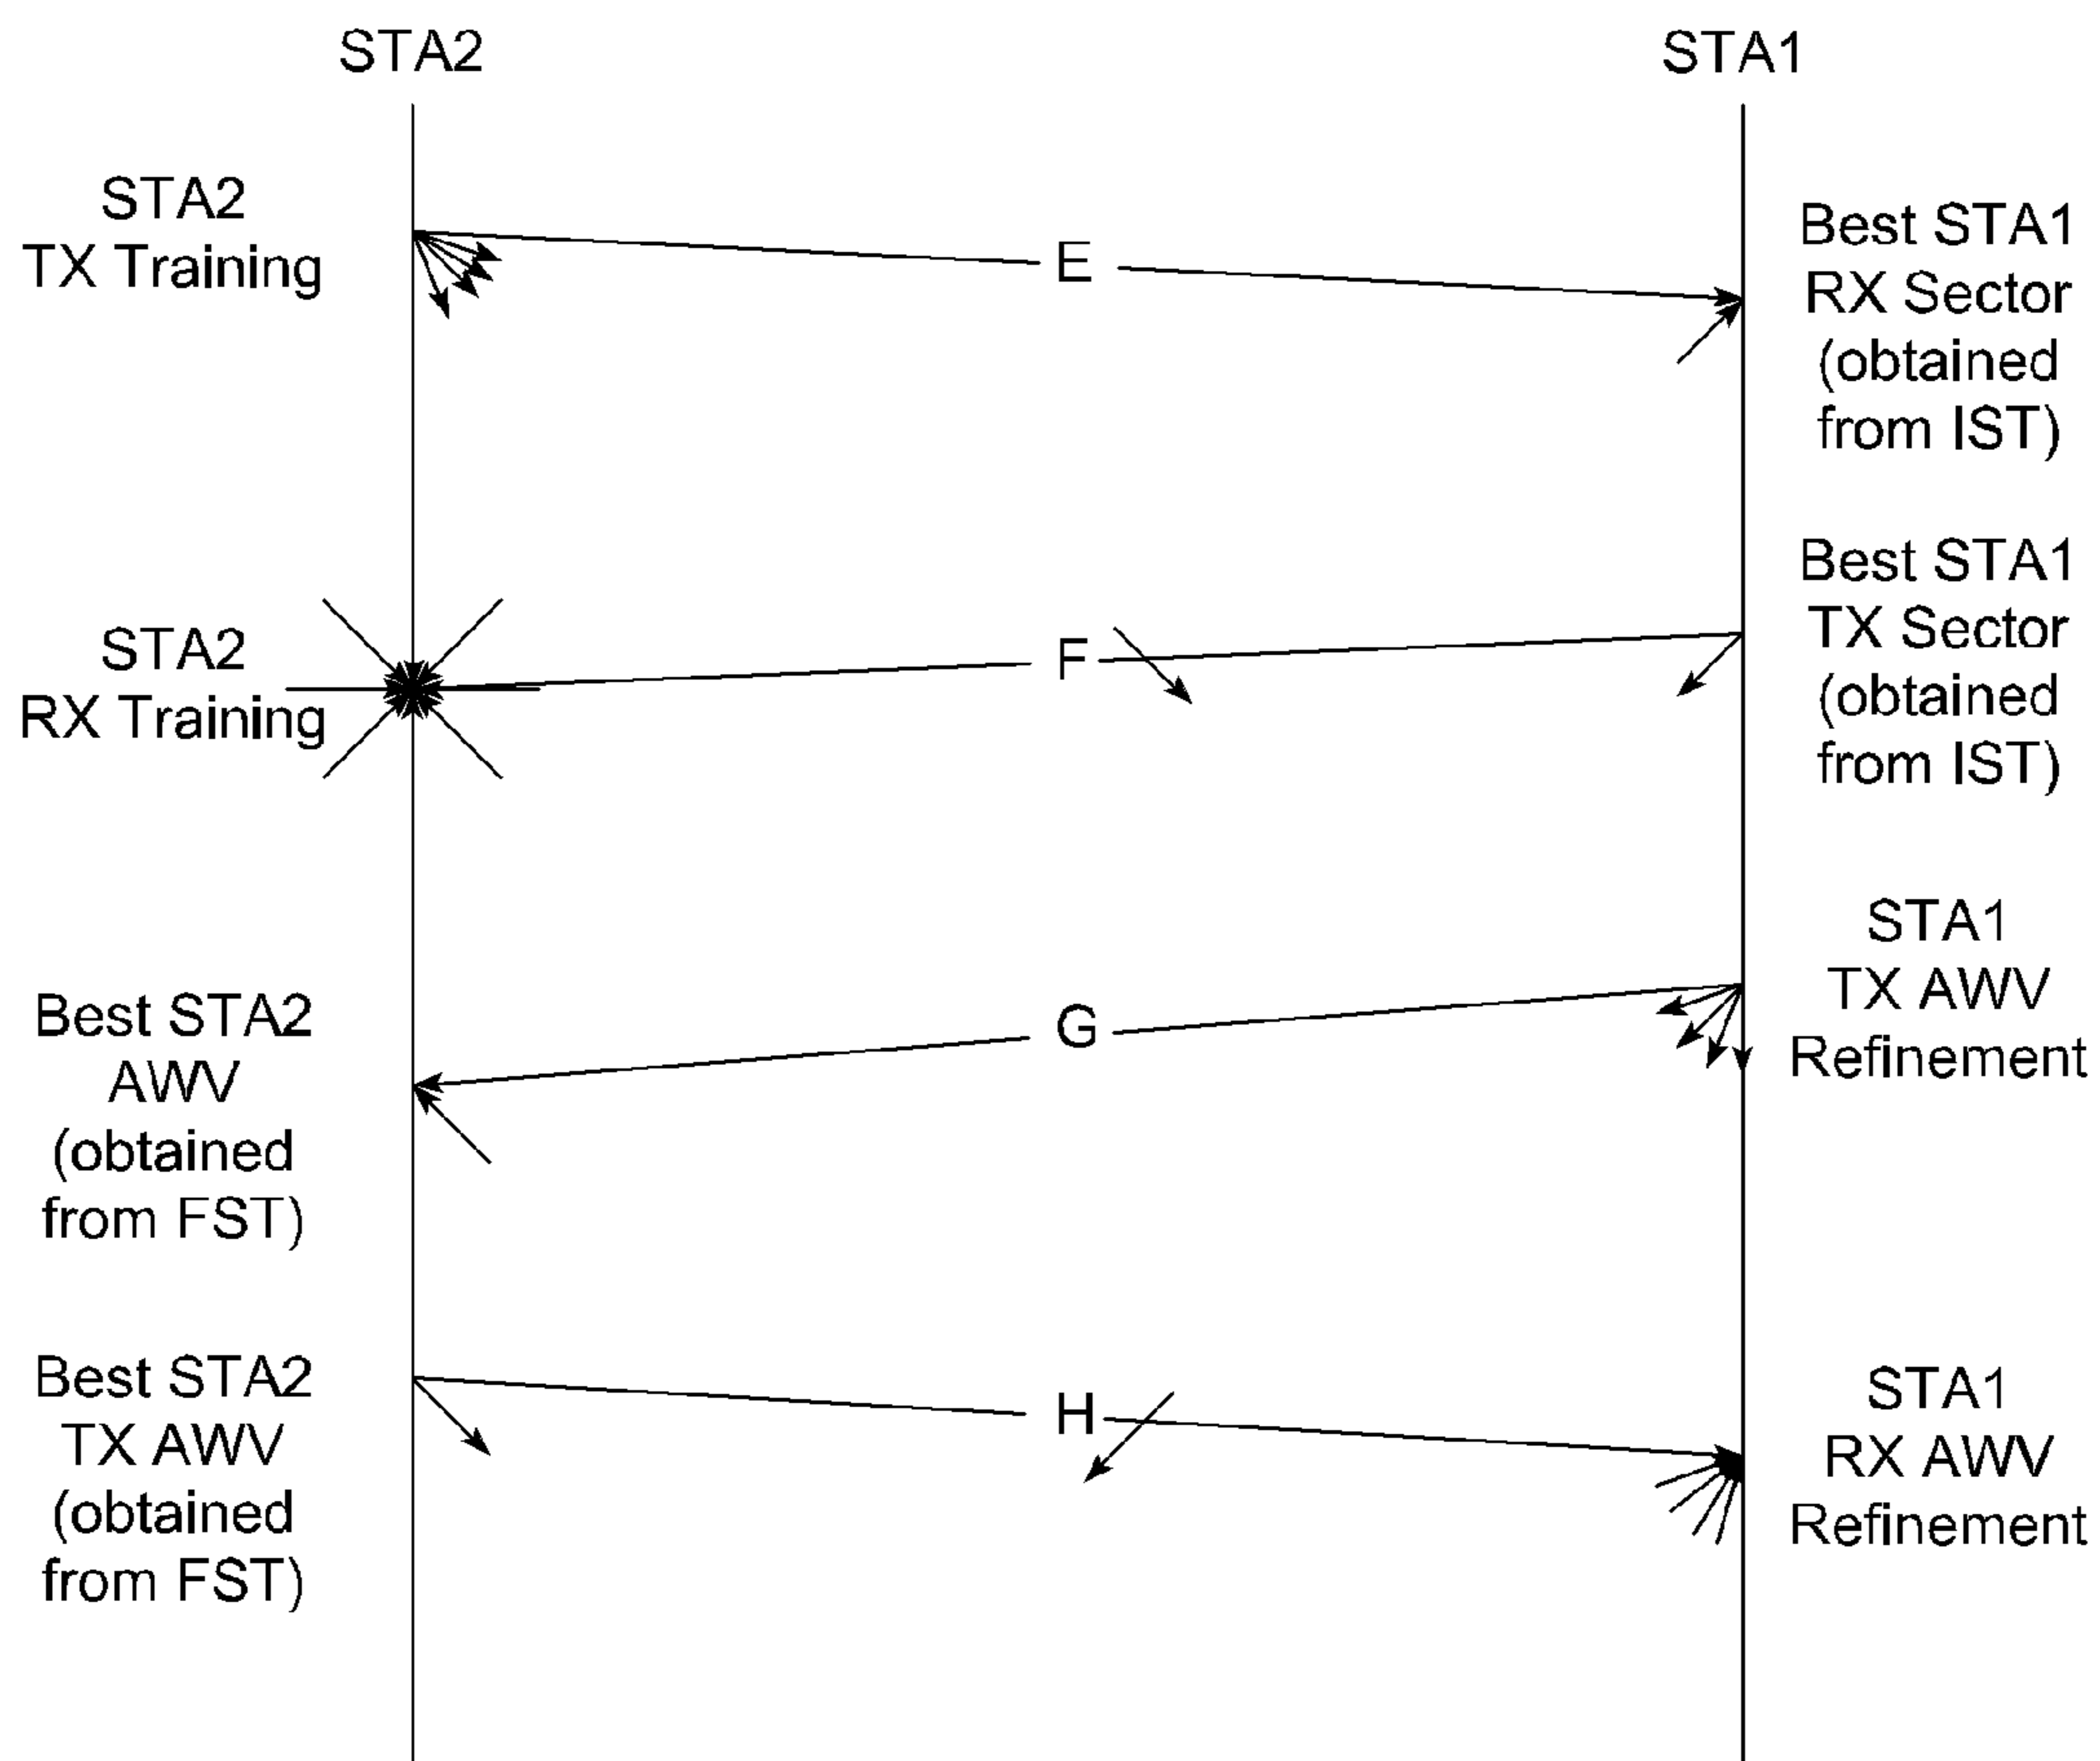 STA2
STA1
STA2
TX Training
E
Best STA1
RX Sector
(obtained
from IST)
STA2
RX Training
F
Best STA1
TX Sector
(obtained
from IST)
Best STA2
AWV
(obtained
from FST)
G
STA1
TX AWV
Refinement
Best STA2
TX AWV
(obtained
from FST)
H
STA1
RX AWV
Refinement